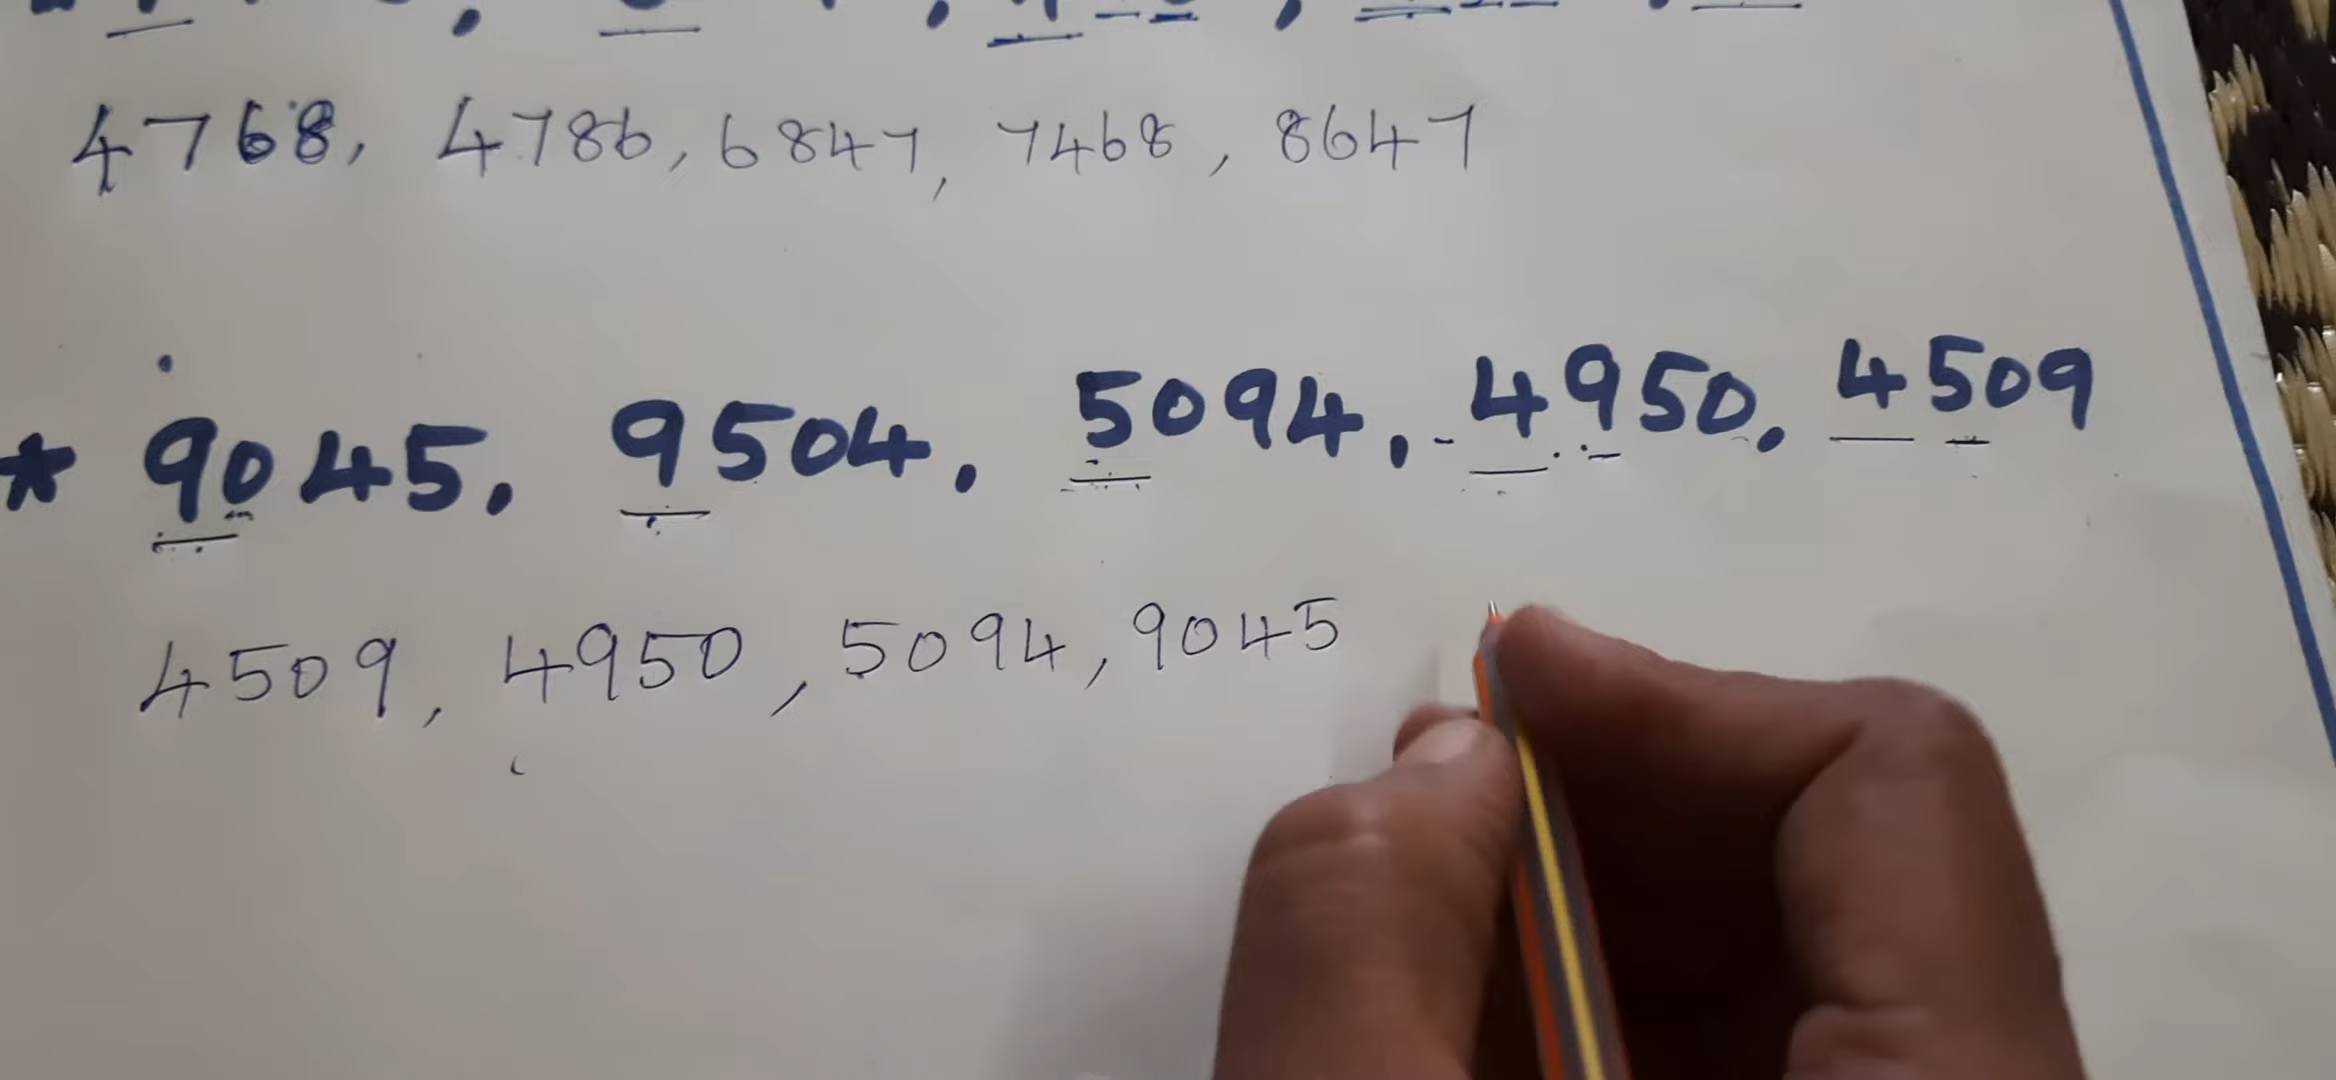 4768, 4786, 6847, 7468, 8647
* 9045, 9504, 5094, 4950, 4509
4509, 4950, 5094, 9045